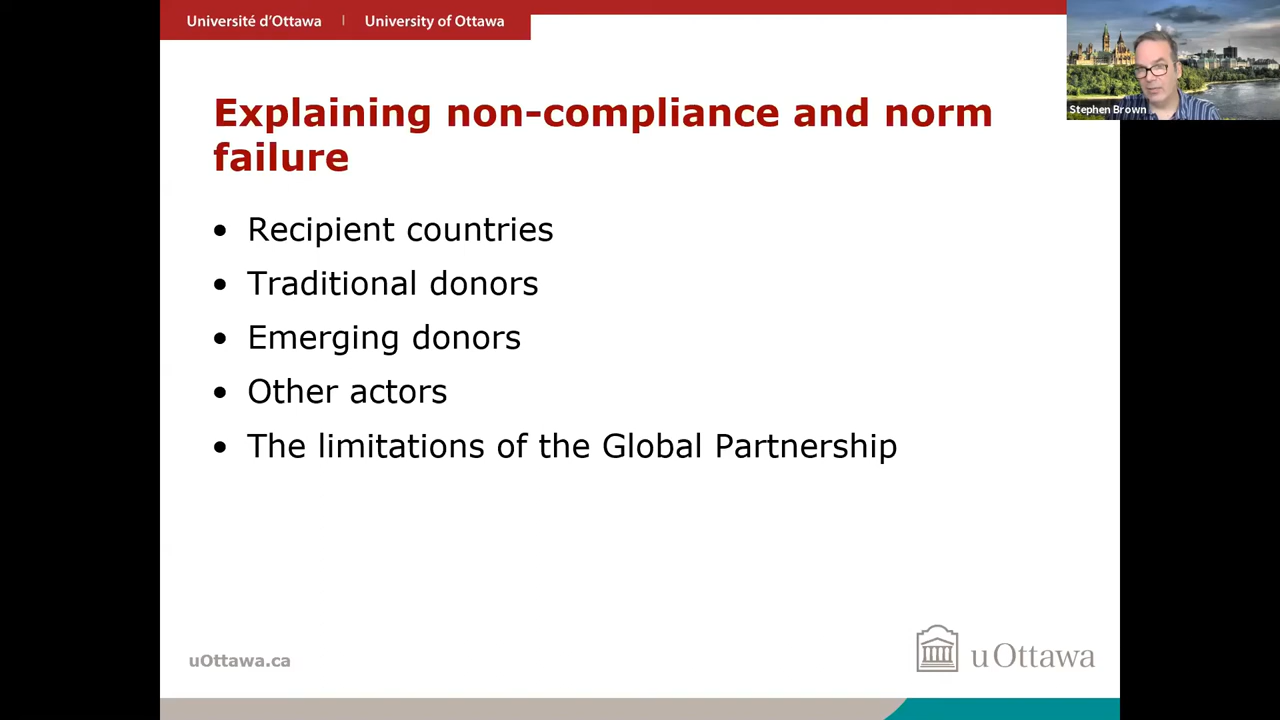 Université d'Ottawa | University of Ottawa
Stephen Brown
Explaining non-compliance and norm
failure
• Recipient countries
• Traditional donors
• Emerging donors
• Other actors
• The limitations of the Global Partnership
uOttawa.ca
uOttawa